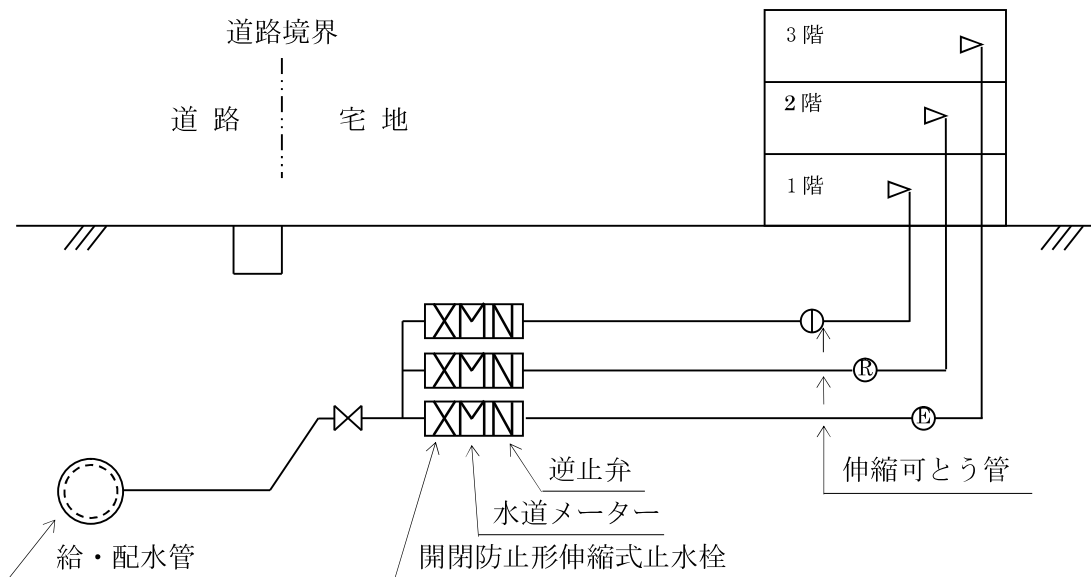 道路境界
道 路
宅 地
3 階
2 階
1 階
R
E
伸縮可とう管
逆止弁
水道メーター
開閉防止形伸縮式止水栓
給・配水管